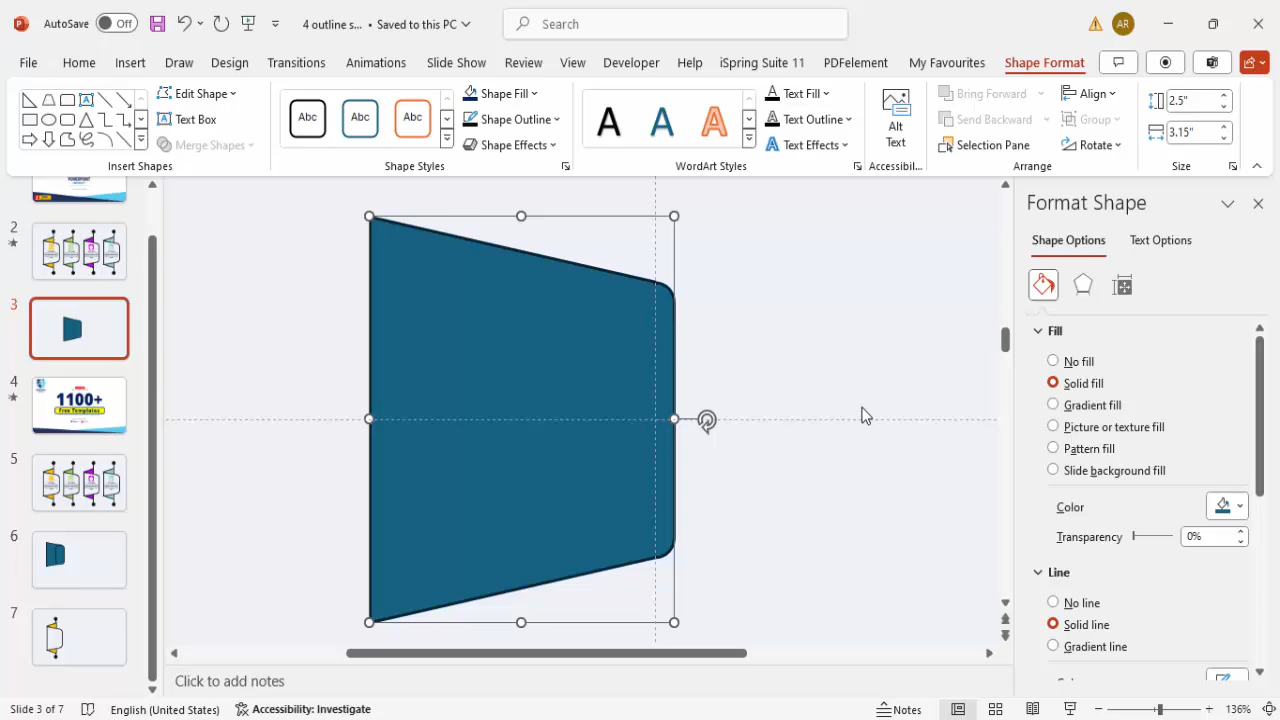 AutoSave Off 4 outline s... • Saved to this PC Search AR
File Home Insert Draw Design Transitions Animations Slide Show Review View Developer Help iSpring Suite 11 PDFelement My Favourites Shape Format
Edit Shape
Text Box
Merge Shapes
Insert Shapes
Abc Abc Abc
Shape Fill
Shape Outline
Shape Effects
Shape Styles
A A A
Text Fill
Text Outline
Text Effects
WordArt Styles
Alt
Text
Accessibil...
Bring Forward
Send Backward
Selection Pane
Align
Group
Rotate
Arrange
2.5"
3.15"
Size
2
3
4
1100+
Free Templates
5
6
7
Format Shape
Shape Options Text Options
Fill
No fill
Solid fill
Gradient fill
Picture or texture fill
Pattern fill
Slide background fill
Color
Transparency 0%
Line
No line
Solid line
Gradient line
Click to add notes
Slide 3 of 7 English (United States) Accessibility: Investigate Notes 136%